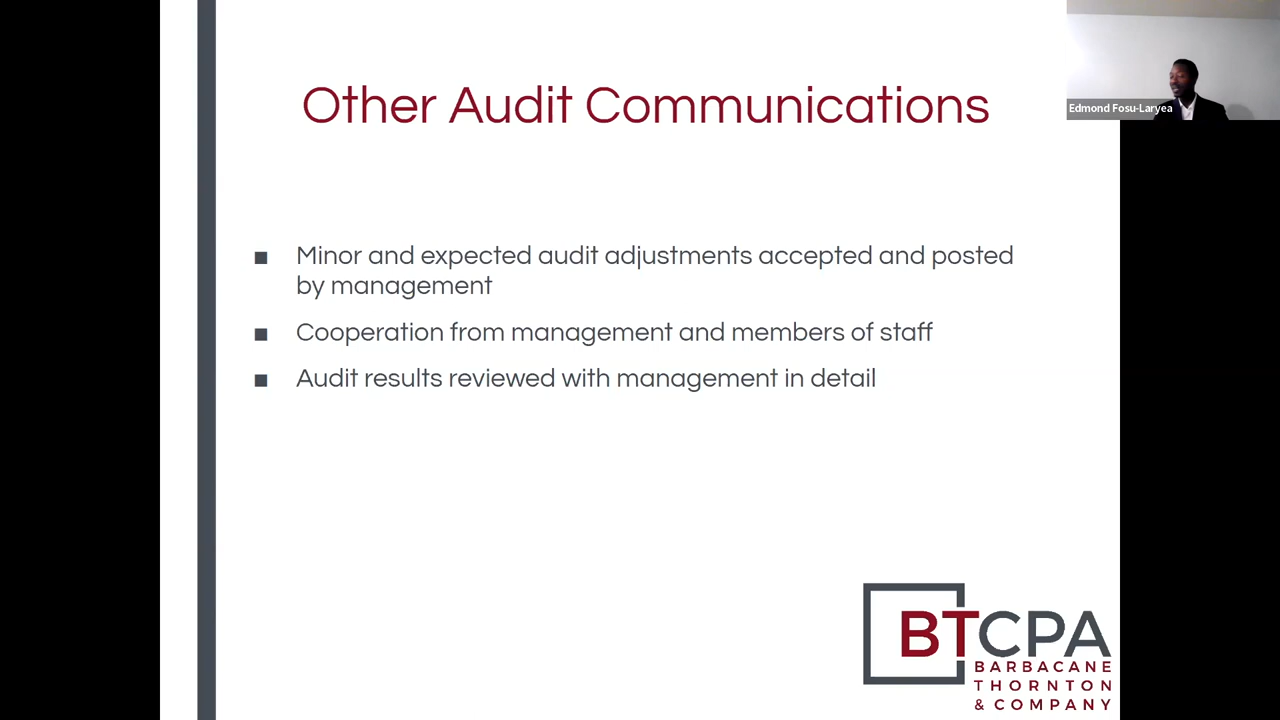 Other Audit Communications
Edmond Fosu-Laryea
■ Minor and expected audit adjustments accepted and posted
by management
■ Cooperation from management and members of staff
■ Audit results reviewed with management in detail
BTCPA
BARBACANE
THORNTON
& COMPANY